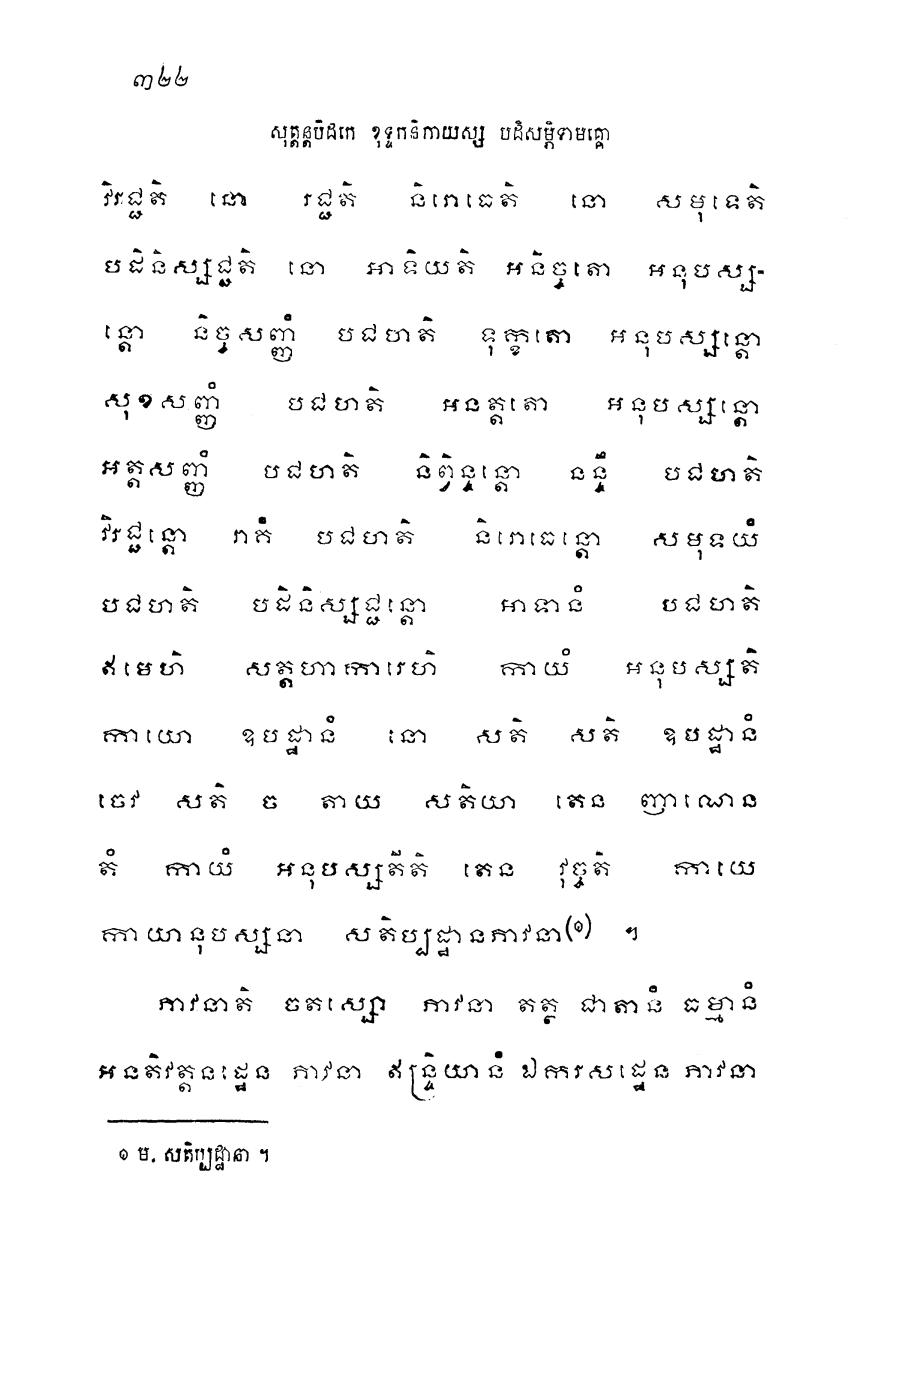 ៣២២
សុត្តន្តបិដកេ ខុទ្ទកនិកាយស្ស បដិសម្ភិទាមគ្គោ
វិរជ្ជតិ នោ រជ្ជតិ និរោធេតិ នោ សមុទេតិ
បដិនិស្សជ្ជតិ នោ អាទិយតិ អនិច្ចតោ អនុបស្ស-
ន្តោ និច្ចសញ្ញំ បជហាតិ ទុក្ខតោ អនុបស្សន្តោ
សុខសញ្ញំ បជហាតិ អនត្តតោ អនុបស្សន្តោ
អត្តសញ្ញំ បជហាតិ និព្វិន្ទន្តោ នន្ទឹ បជហាតិ
វិរជ្ជន្តោ រាគំ បជហាតិ និរោធេន្តោ សមុទយំ
បជហាតិ បដិនិស្សជ្ជន្តោ អាទានំ បជហាតិ
ឥមេហិ សត្តហាការេហិ កាយំ អនុបស្សតិ
កាយោ ឧបដ្ឋានំ នោ សតិ សតិ ឧបដ្ឋានំ
ចេវ សតិ ច តាយ សតិយា តេន ញាណេន
តំ កាយំ អនុបស្សតីតិ តេន វុច្ចតិ កាយេ
កាយានុបស្សនា សតិប្បដ្ឋានភាវនា(១) ។
ភាវនាតិ ចតស្សោ ភាវនា តត្ថ ជាតានំ ធម្មានំ
អនតិវត្តនដ្ឋេន ភាវនា ឥន្ទ្រិយានំ ឯករសដ្ឋេន ភាវនា
១ ម. សតិប្បដ្ឋានា ។